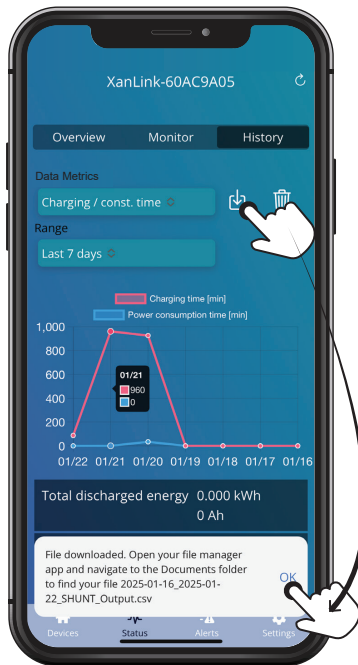 XanLink-60AC9A05
Overview Monitor History
Data Metrics
Charging / const. time
Range
Last 7 days
Charging time [min]
Power consumption time [min]
1,000
800
600
400
200
0
01/21
960
0
01/22 01/21 01/20 01/19 01/18 01/17 01/16
Total discharged energy 0.000 kWh
0 Ah
File downloaded. Open your file manager
app and navigate to the Documents folder
to find your file 2025-01-16_2025-01-
22_SHUNT_Output.csv
OK
Devices Status Alerts Settings